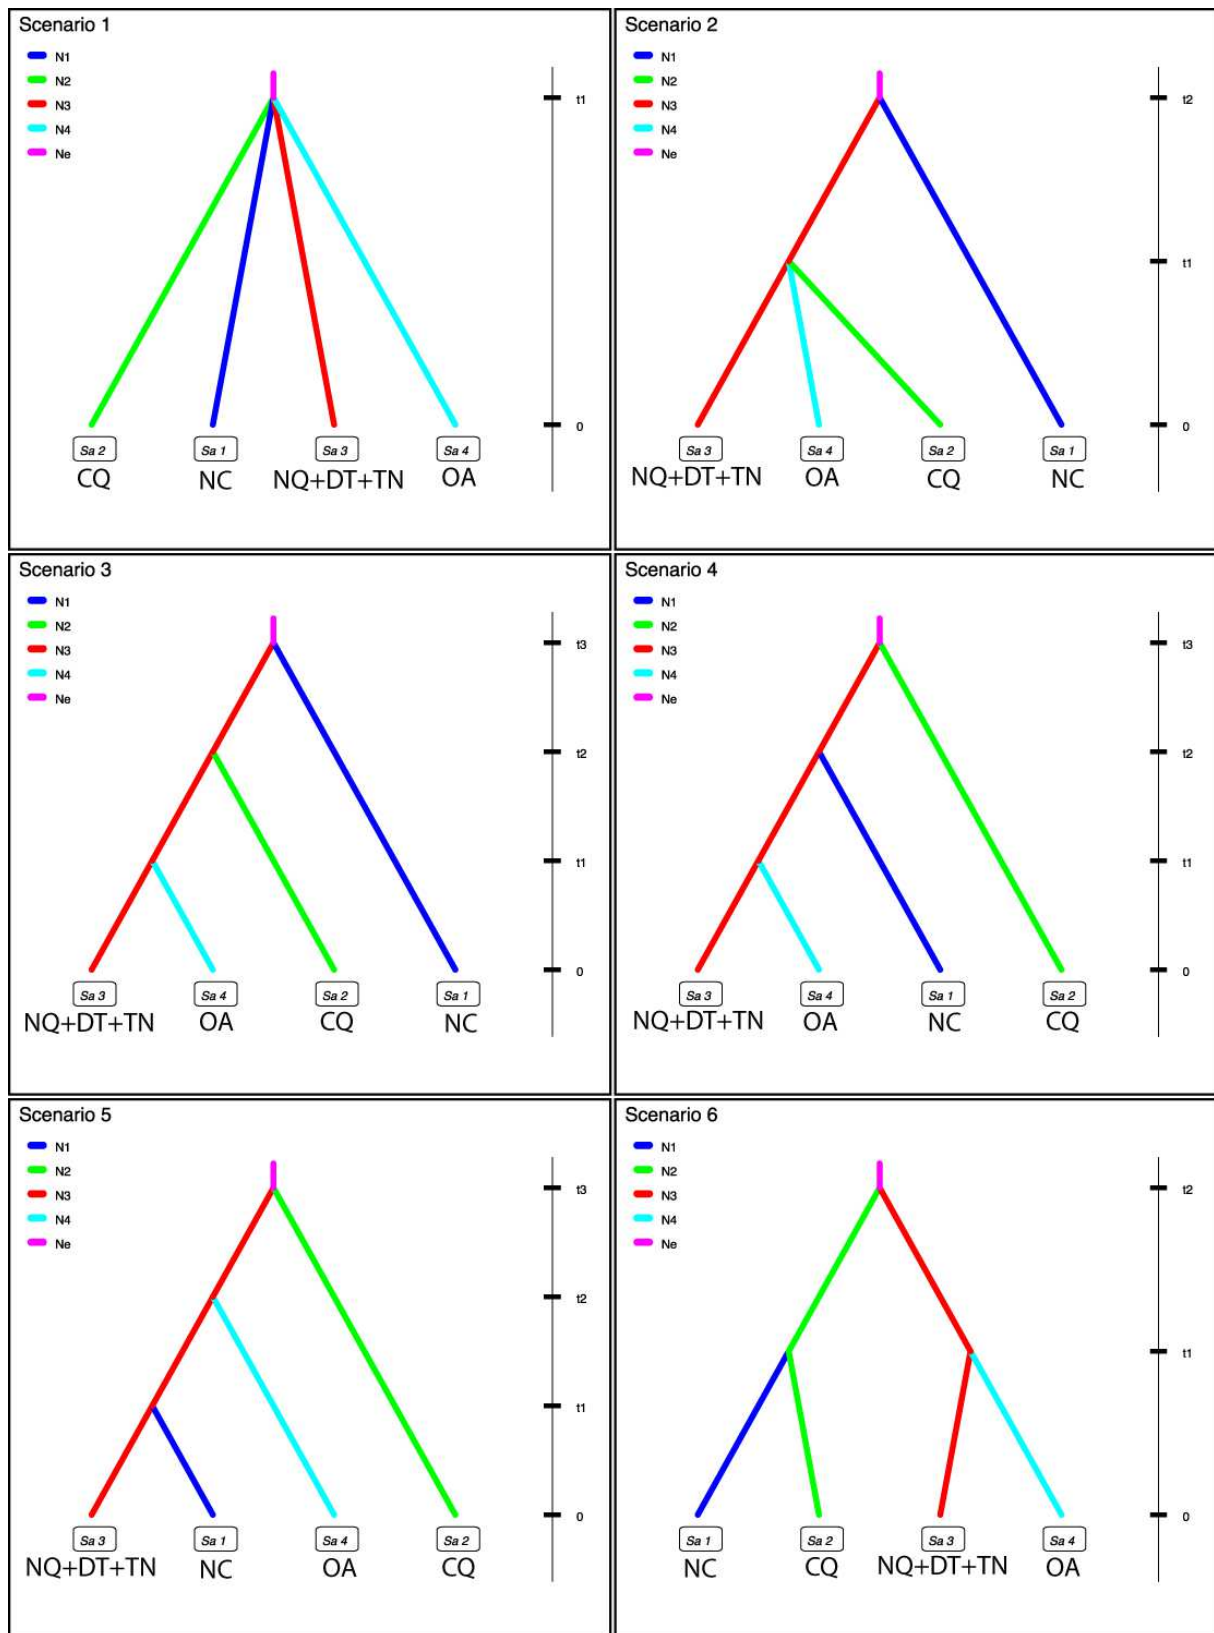 Scenario 1
N1
N2
N3
N4
Ne
t1
0
Sa 2 Sa 1 Sa 3 Sa 4
CQ NC NQ+DT+TN OA
Scenario 2
N1
N2
N3
N4
Ne
t2
t1
0
Sa 3 Sa 4 Sa 2 Sa 1
NQ+DT+TN OA CQ NC
Scenario 3
N1
N2
N3
N4
Ne
t3
t2
t1
0
Sa 3 Sa 4 Sa 2 Sa 1
NQ+DT+TN OA CQ NC
Scenario 4
N1
N2
N3
N4
Ne
t3
t2
t1
0
Sa 3 Sa 4 Sa 1 Sa 2
NQ+DT+TN OA NC CQ
Scenario 5
N1
N2
N3
N4
Ne
t3
t2
t1
0
Sa 3 Sa 1 Sa 4 Sa 2
NQ+DT+TN NC OA CQ
Scenario 6
N1
N2
N3
N4
Ne
t2
t1
0
Sa 1 Sa 2 Sa 3 Sa 4
NC CQ NQ+DT+TN OA